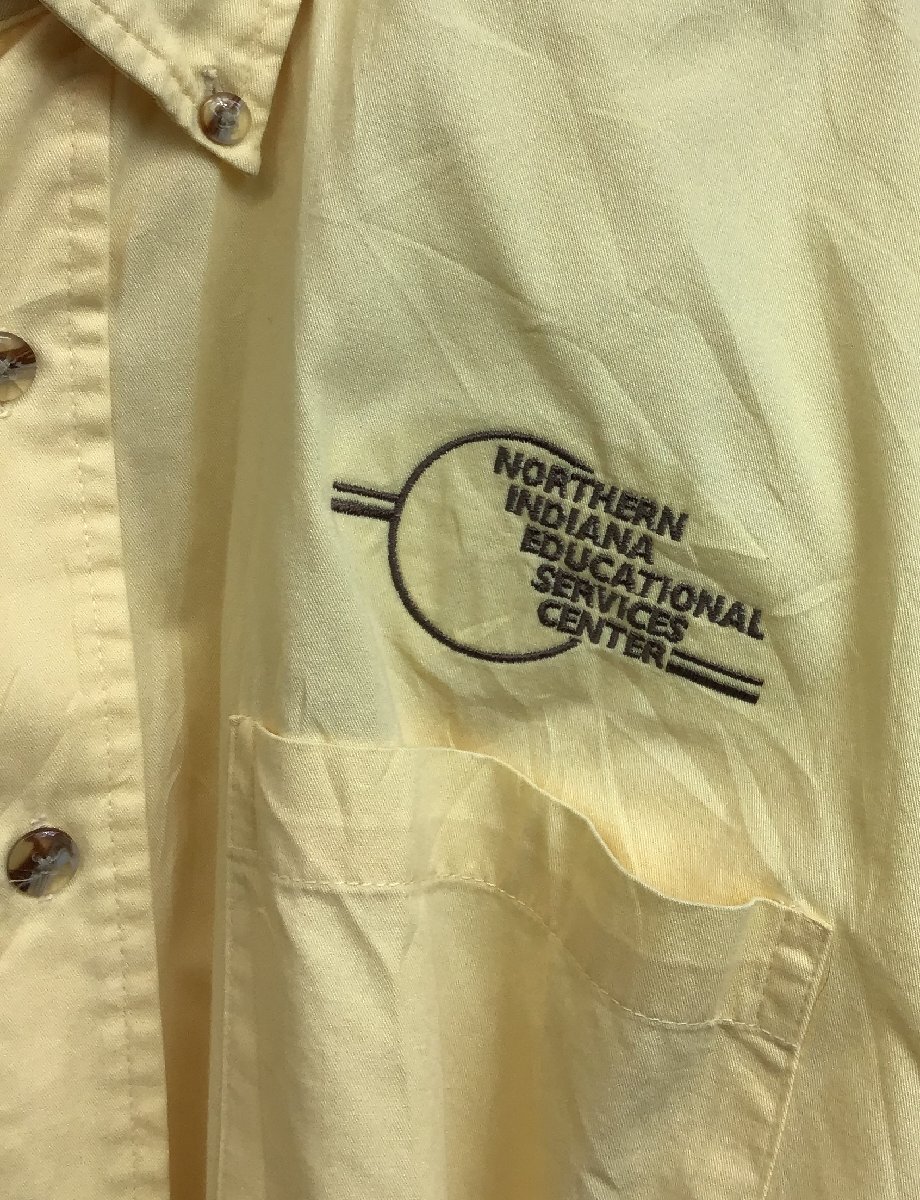 NORTHERN
INDIANA
EDUCATIONAL
SERVICES
CENTER